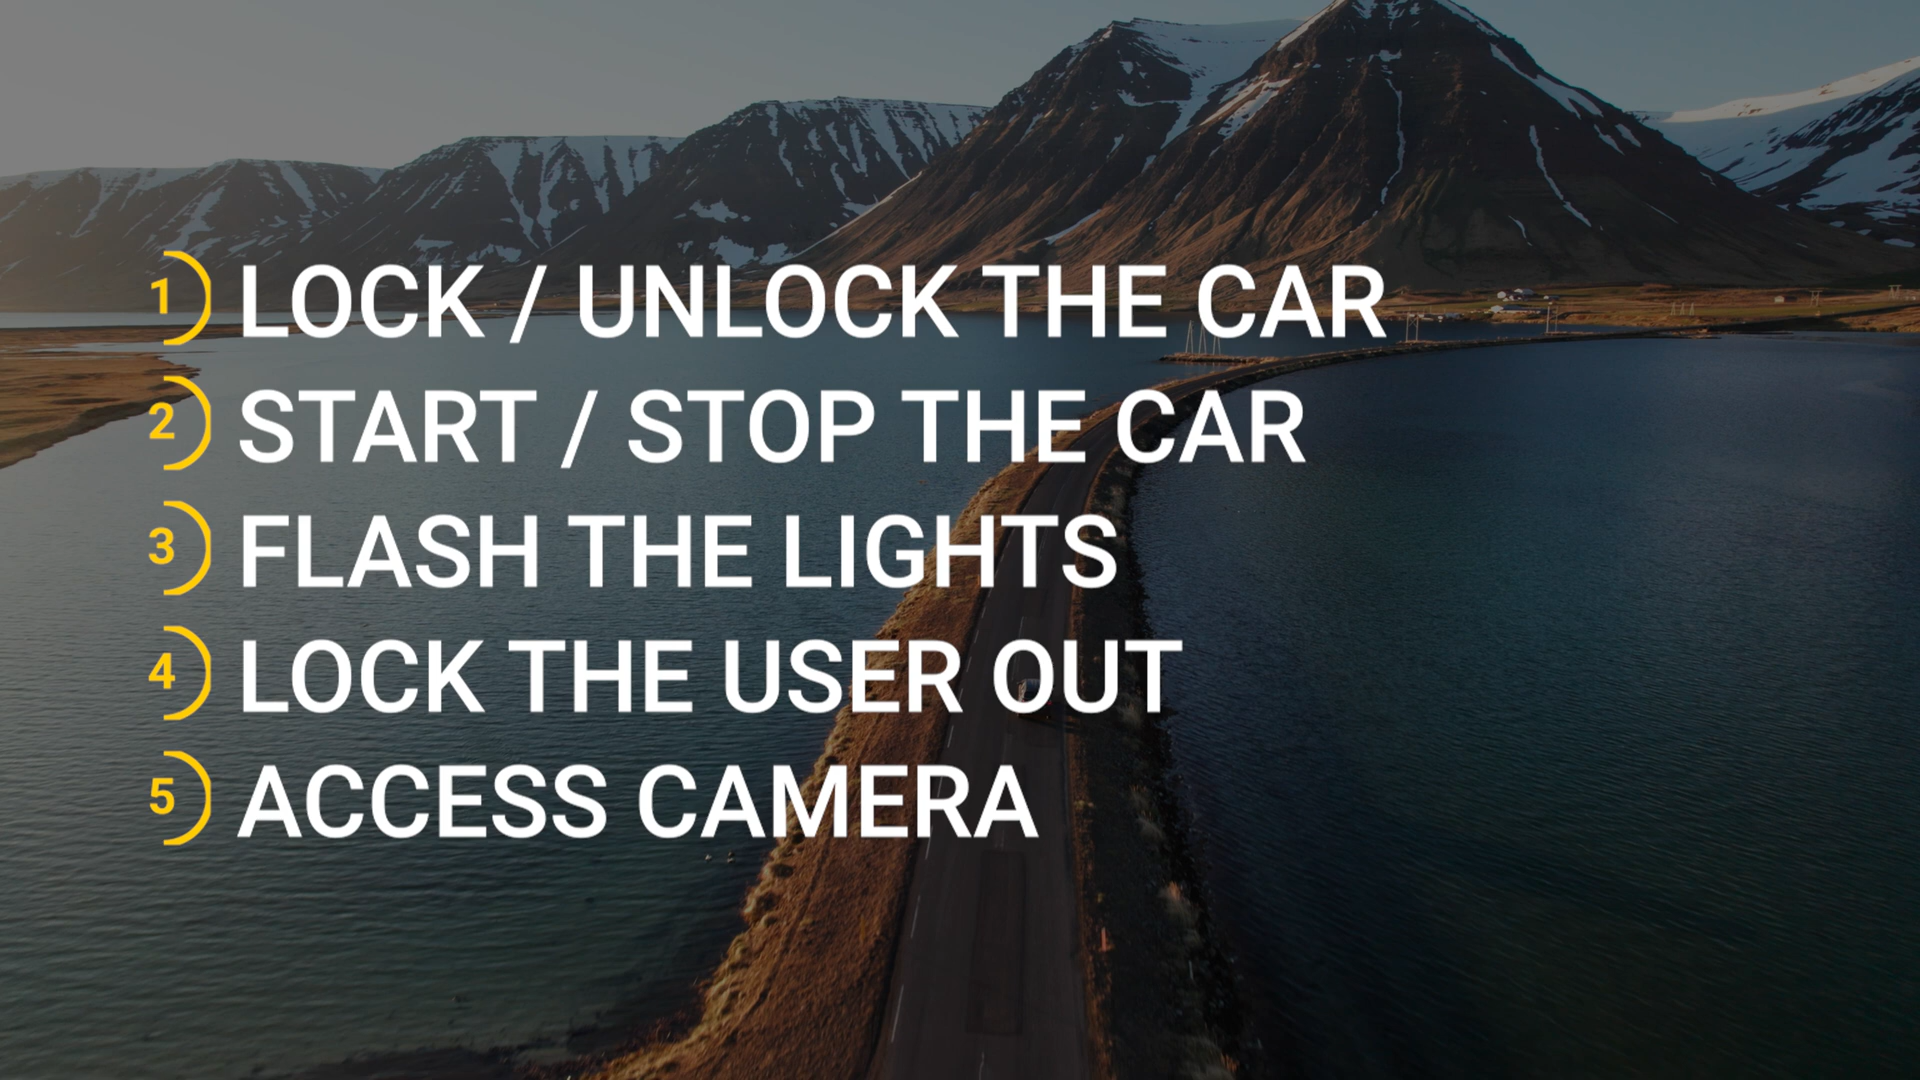 1 LOCK / UNLOCK THE CAR
2 START / STOP THE CAR
3 FLASH THE LIGHTS
4 LOCK THE USER OUT
5 ACCESS CAMERA